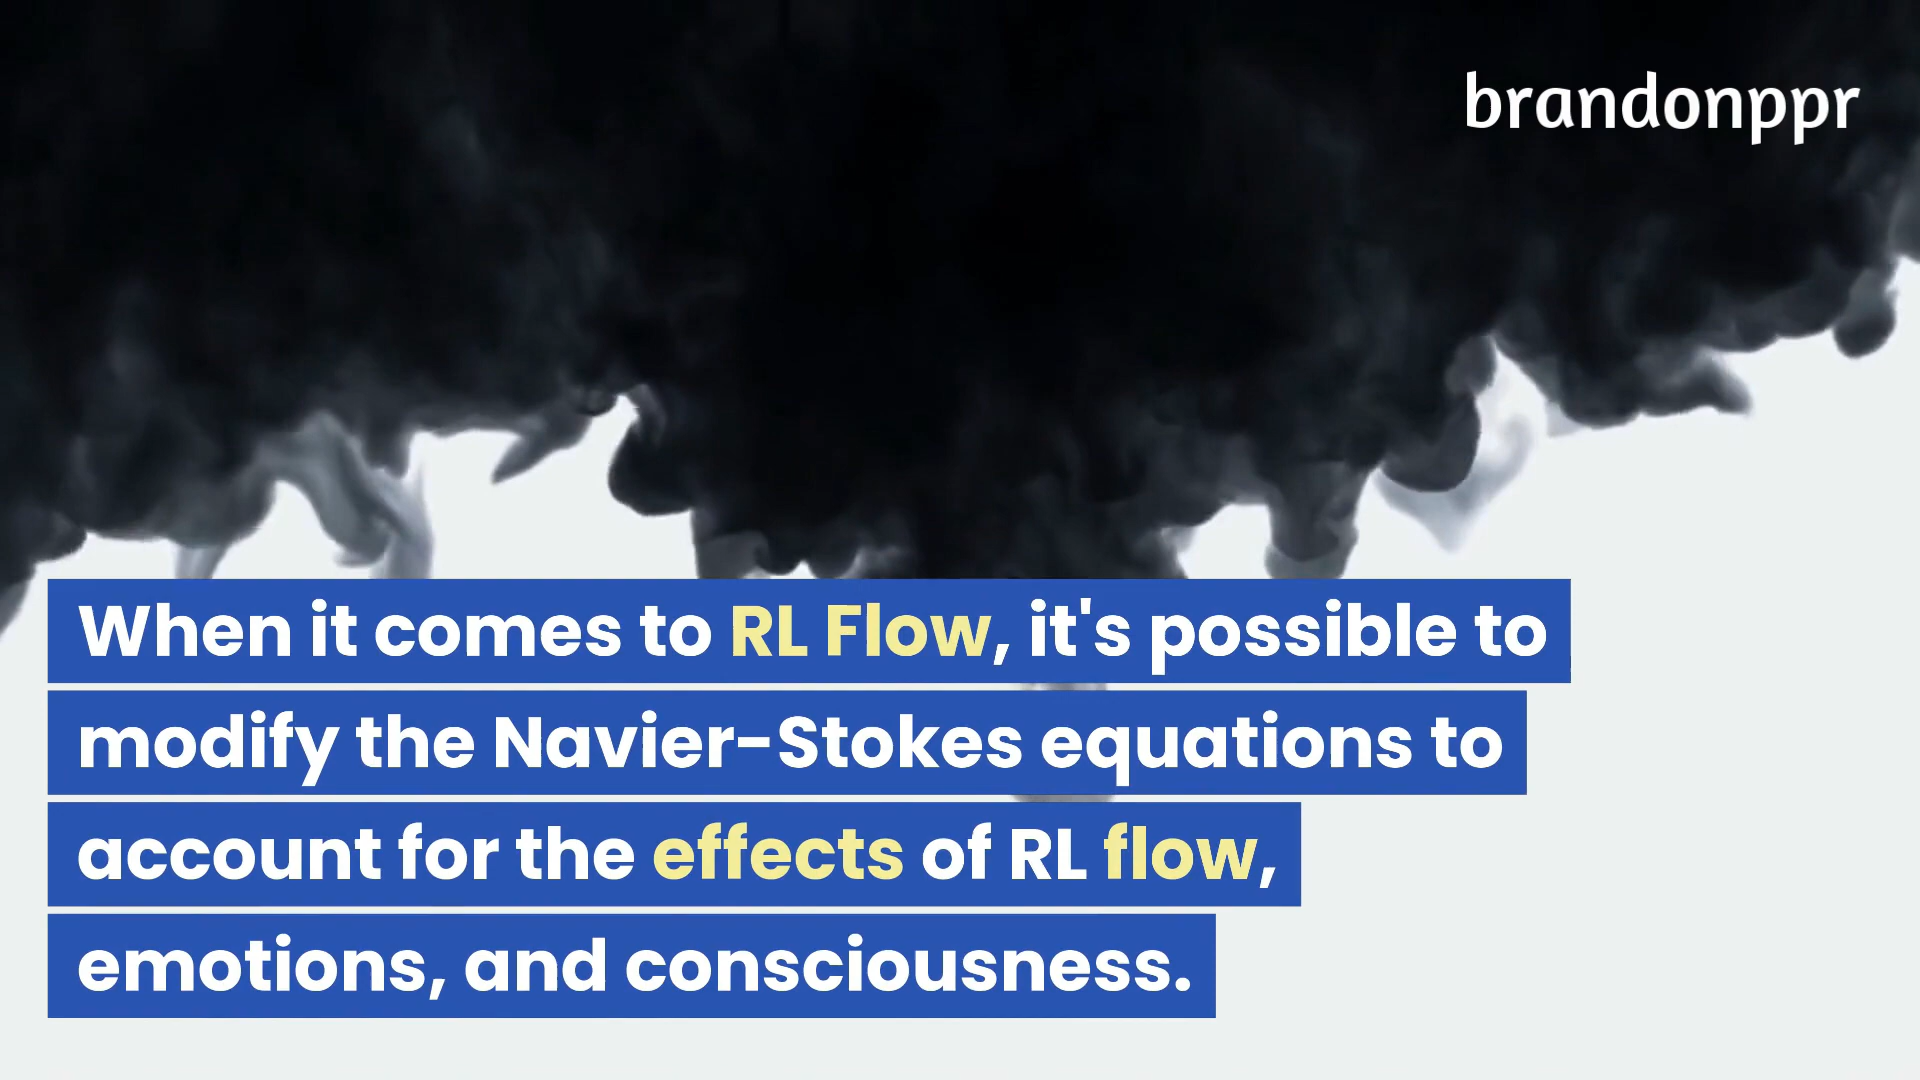 brandonppr
When it comes to RL Flow, it's possible to
modify the Navier-Stokes equations to
account for the effects of RL flow,
emotions, and consciousness.